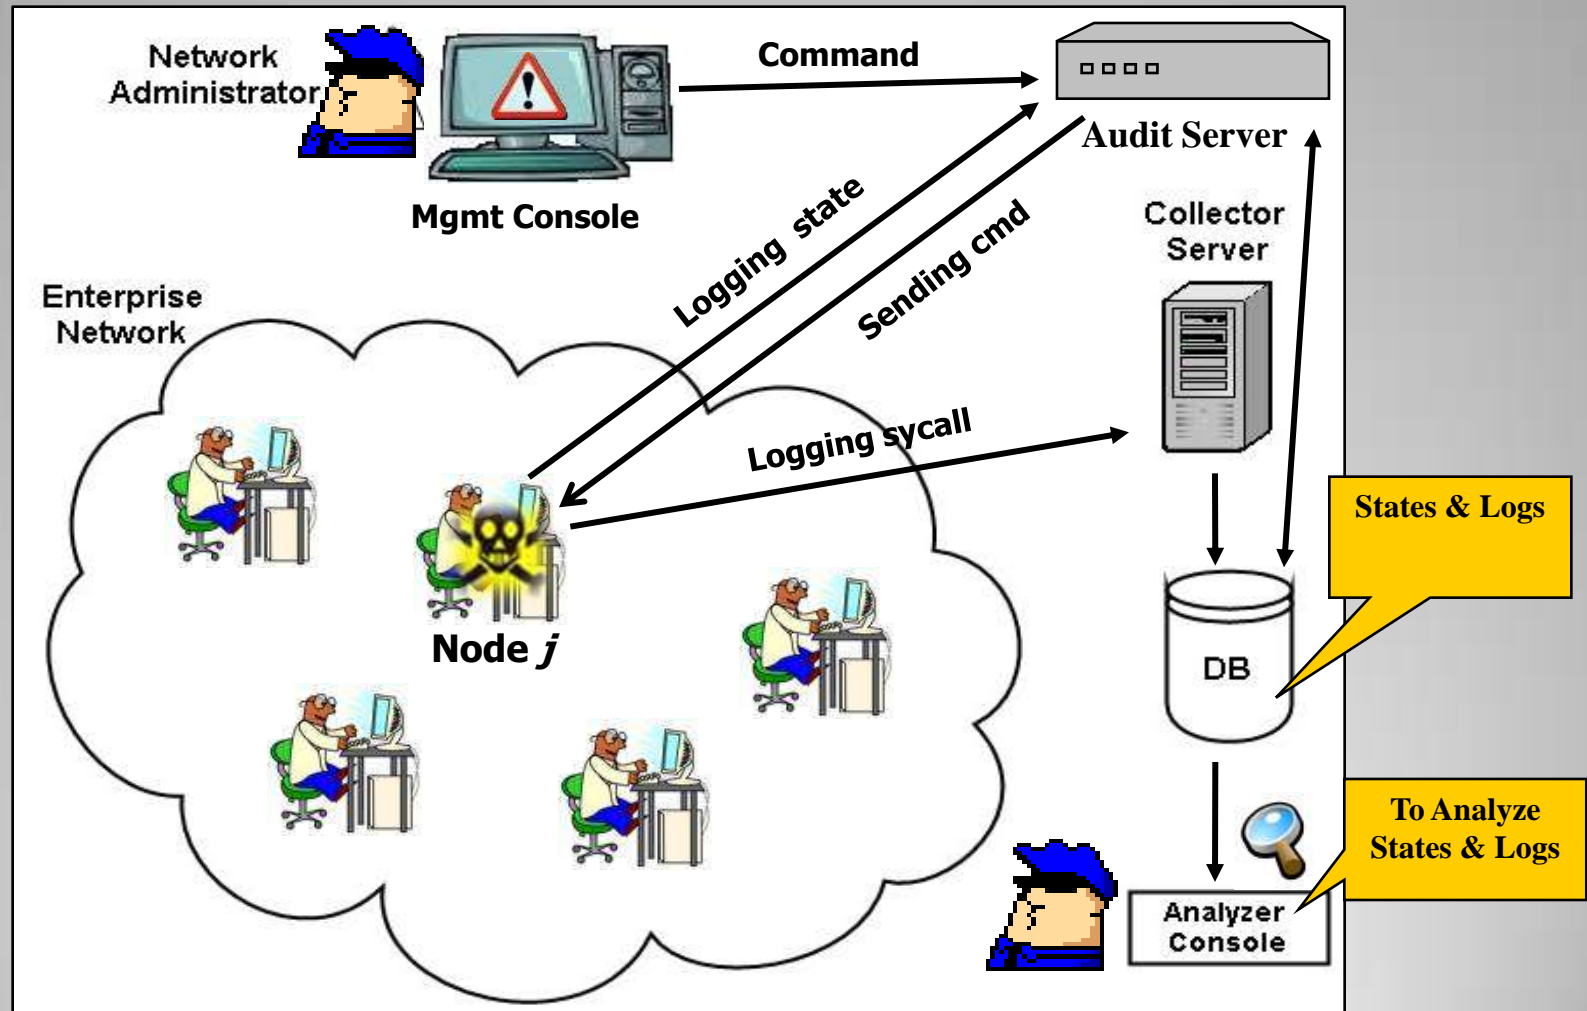 Network
Administrator
Command
Audit Server
Mgmt Console
Logging state
Sending cmd
Collector
Server
Enterprise
Network
Logging sycall
States & Logs
Node j
DB
To Analyze
States & Logs
Analyzer
Console